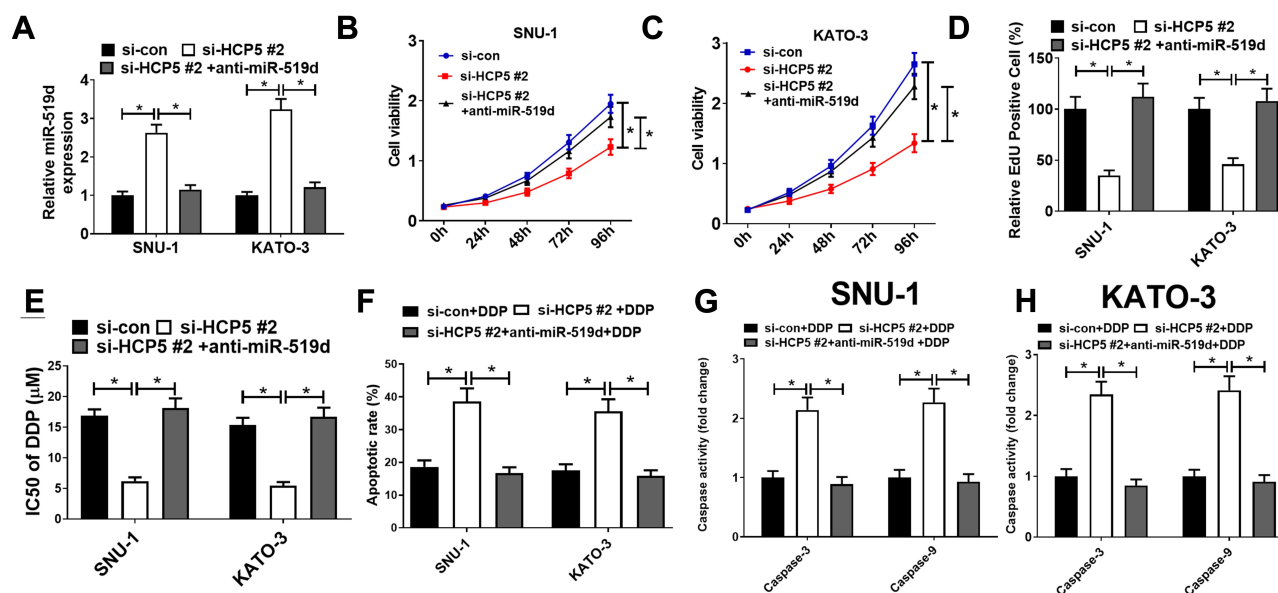 A
si-con si-HCP5 #2
si-HCP5 #2 +anti-miR-519d
Relative miR-519d
expression
4
3
2
1
0
* * * *
SNU-1 KATO-3
B
SNU-1
si-con
si-HCP5 #2
si-HCP5 #2
+anti-miR-519d
Cell viability
3
2
1
0
* *
0h 24h 48h 72h 96h
C
KATO-3
si-con
si-HCP5 #2
si-HCP5 #2
+anti-miR-519d
Cell viability
3
2
1
0
* *
0h 24h 48h 72h 96h
D
si-con si-HCP5 #2
si-HCP5 #2 +anti-miR-519d
Relative EdU Positive Cell (%)
150
100
50
0
* * * *
SNU-1 KATO-3
E
si-con si-HCP5 #2
si-HCP5 #2 +anti-miR-519d
IC50 of DDP (μM)
25
20
15
10
5
0
* * * *
SNU-1 KATO-3
F
si-con+DDP si-HCP5 #2 +DDP
si-HCP5 #2+anti-miR-519d+DDP
Apoptotic rate (%)
50
40
30
20
10
0
* * * *
SNU-1 KATO-3
G
SNU-1
si-con+DDP si-HCP5 #2+DDP
si-HCP5 #2+anti-miR-519d +DDP
Caspase activity (fold change)
3
2
1
0
* * * *
Caspase-3 Caspase-9
H
KATO-3
si-con+DDP si-HCP5 #2+DDP
si-HCP5 #2+anti-miR-519d+DDP
Caspase activity (fold change)
3
2
1
0
* * * *
Caspase-3 Caspase-9